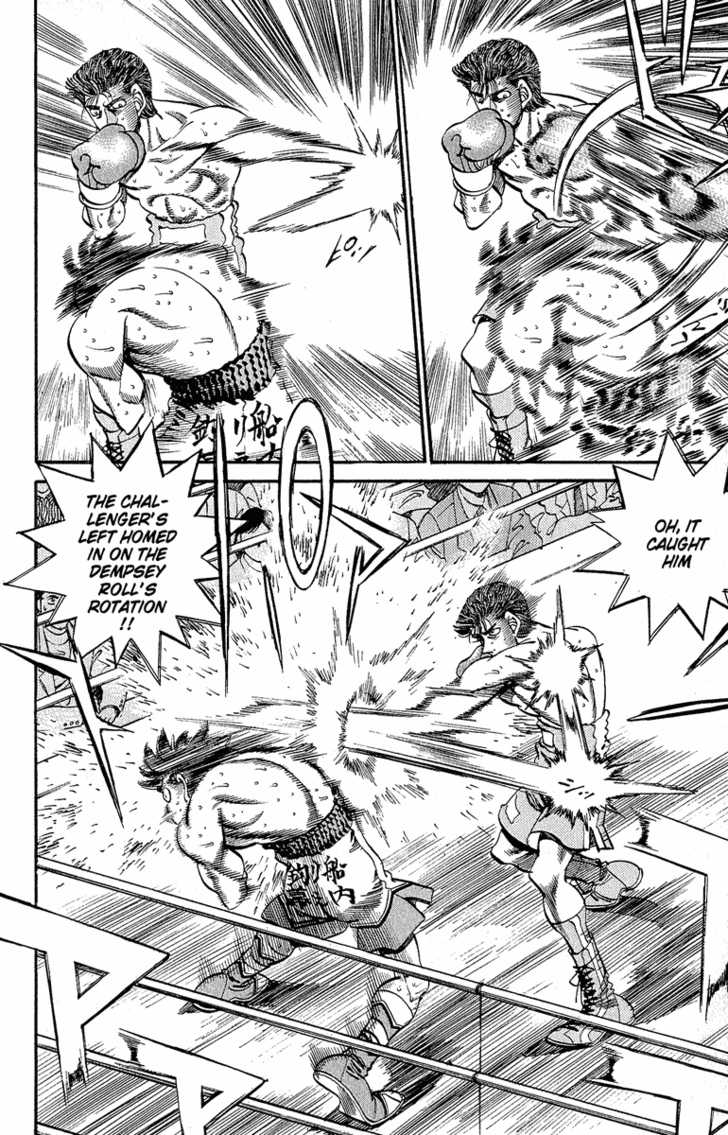 OH, IT
CAUGHT
HIM
THE CHAL-
LENGER'S
LEFT HOMED
IN ON THE
DEMPSEY
ROLL'S
ROTATION
!!
釣り船
釣り船